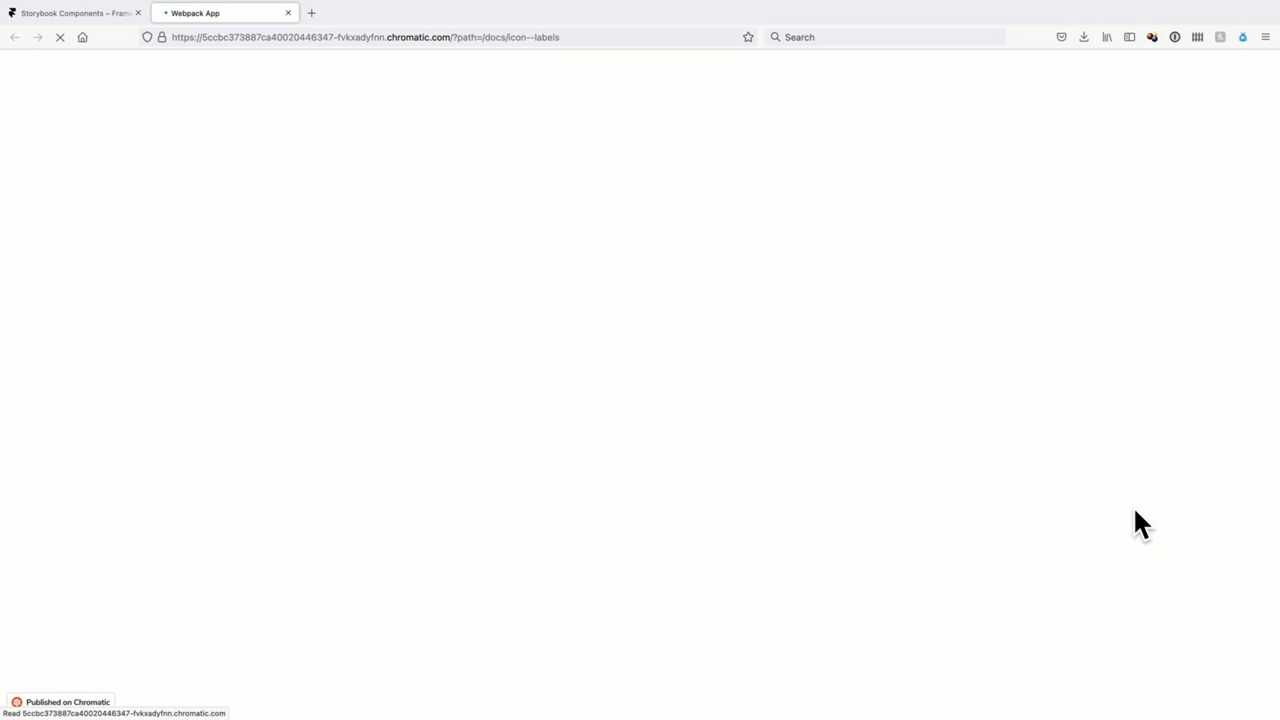 Storybook Components – Fram
Webpack App
https://5ccbc373887ca40020446347-fvkxadyfnn.chromatic.com/?path=/docs/icon--labels
Search
Published on Chromatic
Read 5ccbc373887ca40020446347-fvkxadyfnn.chromatic.com